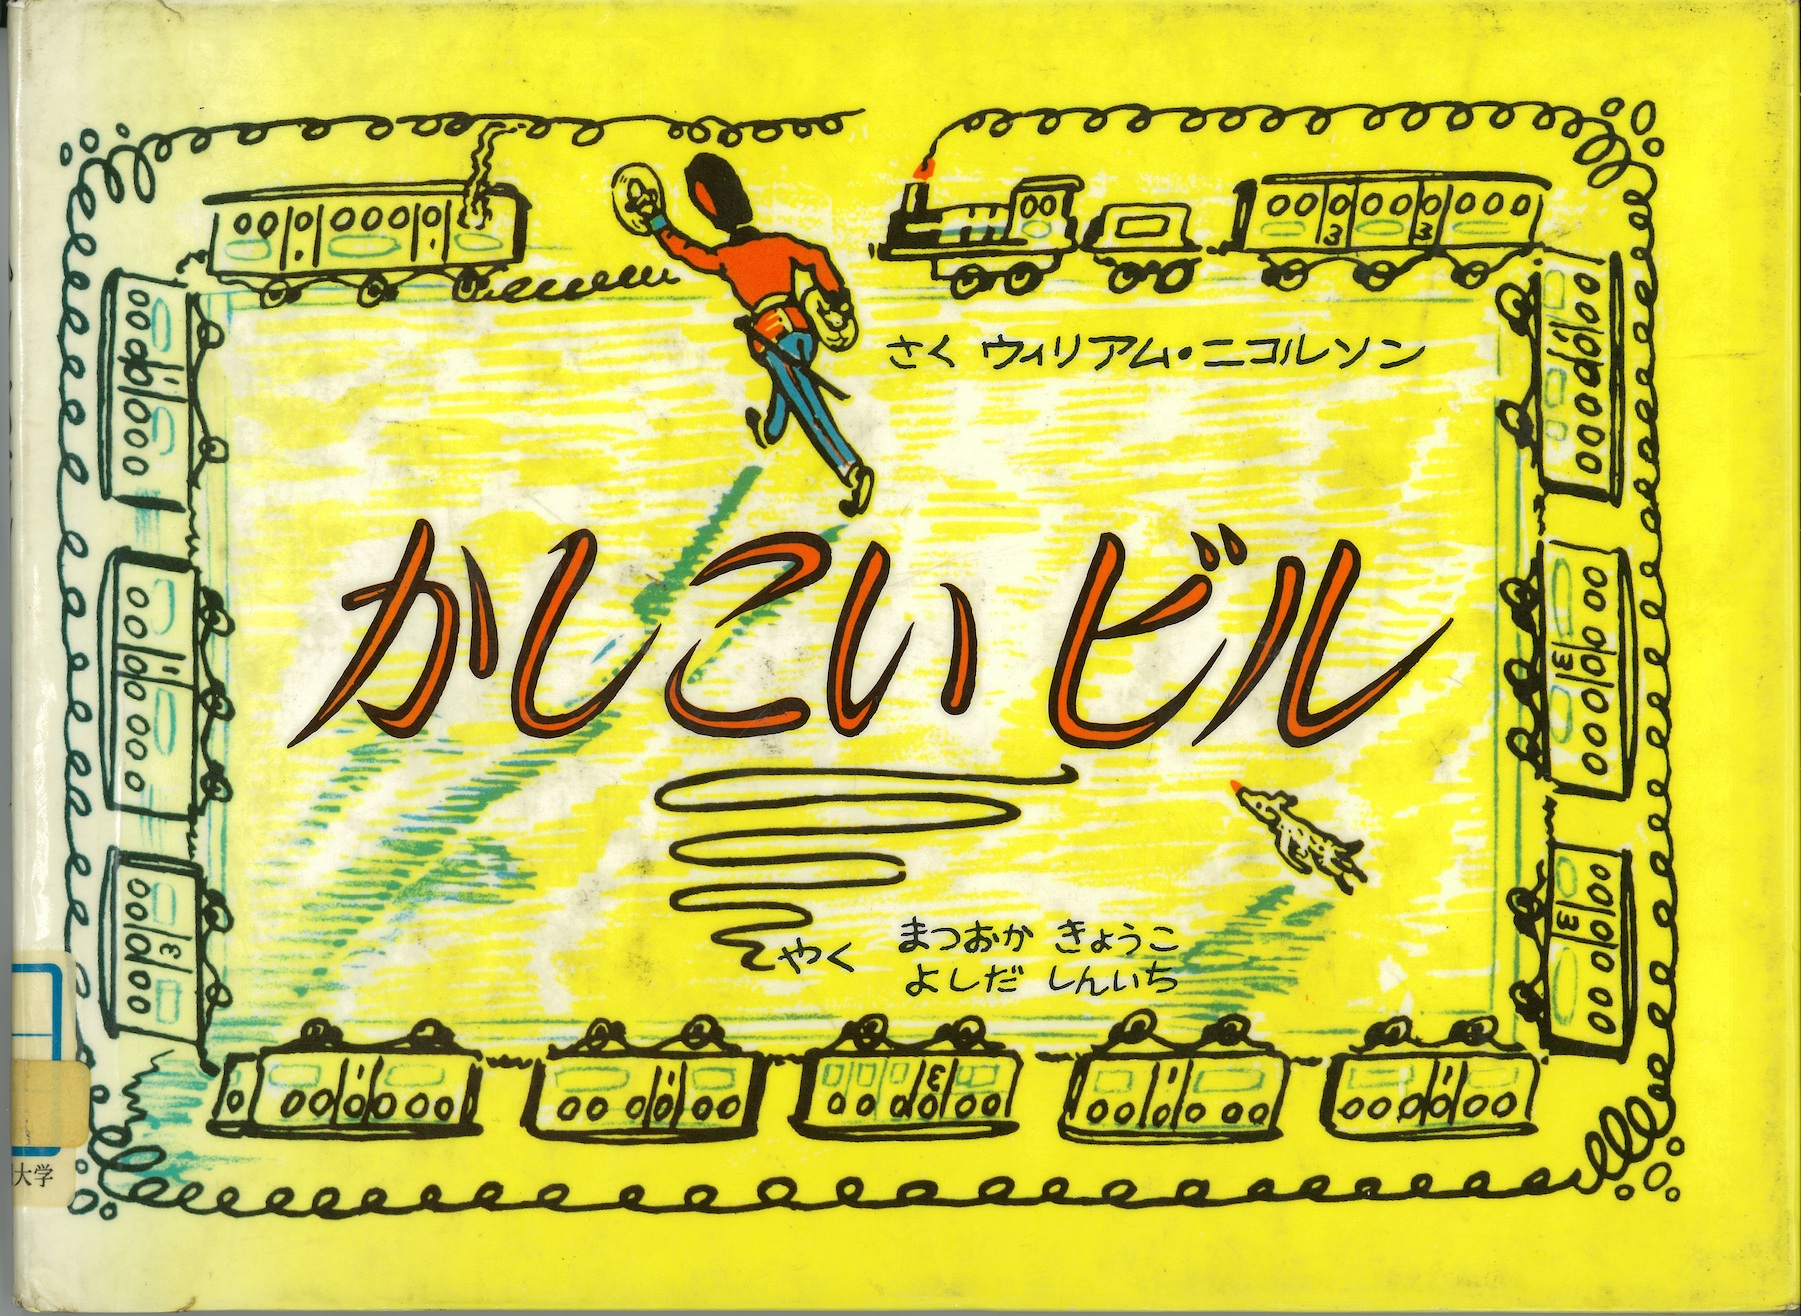 さく ウィリアム・ニコルソン
かしこい ビル
やく まつおか きょうこ
よしだ しんいち
大学